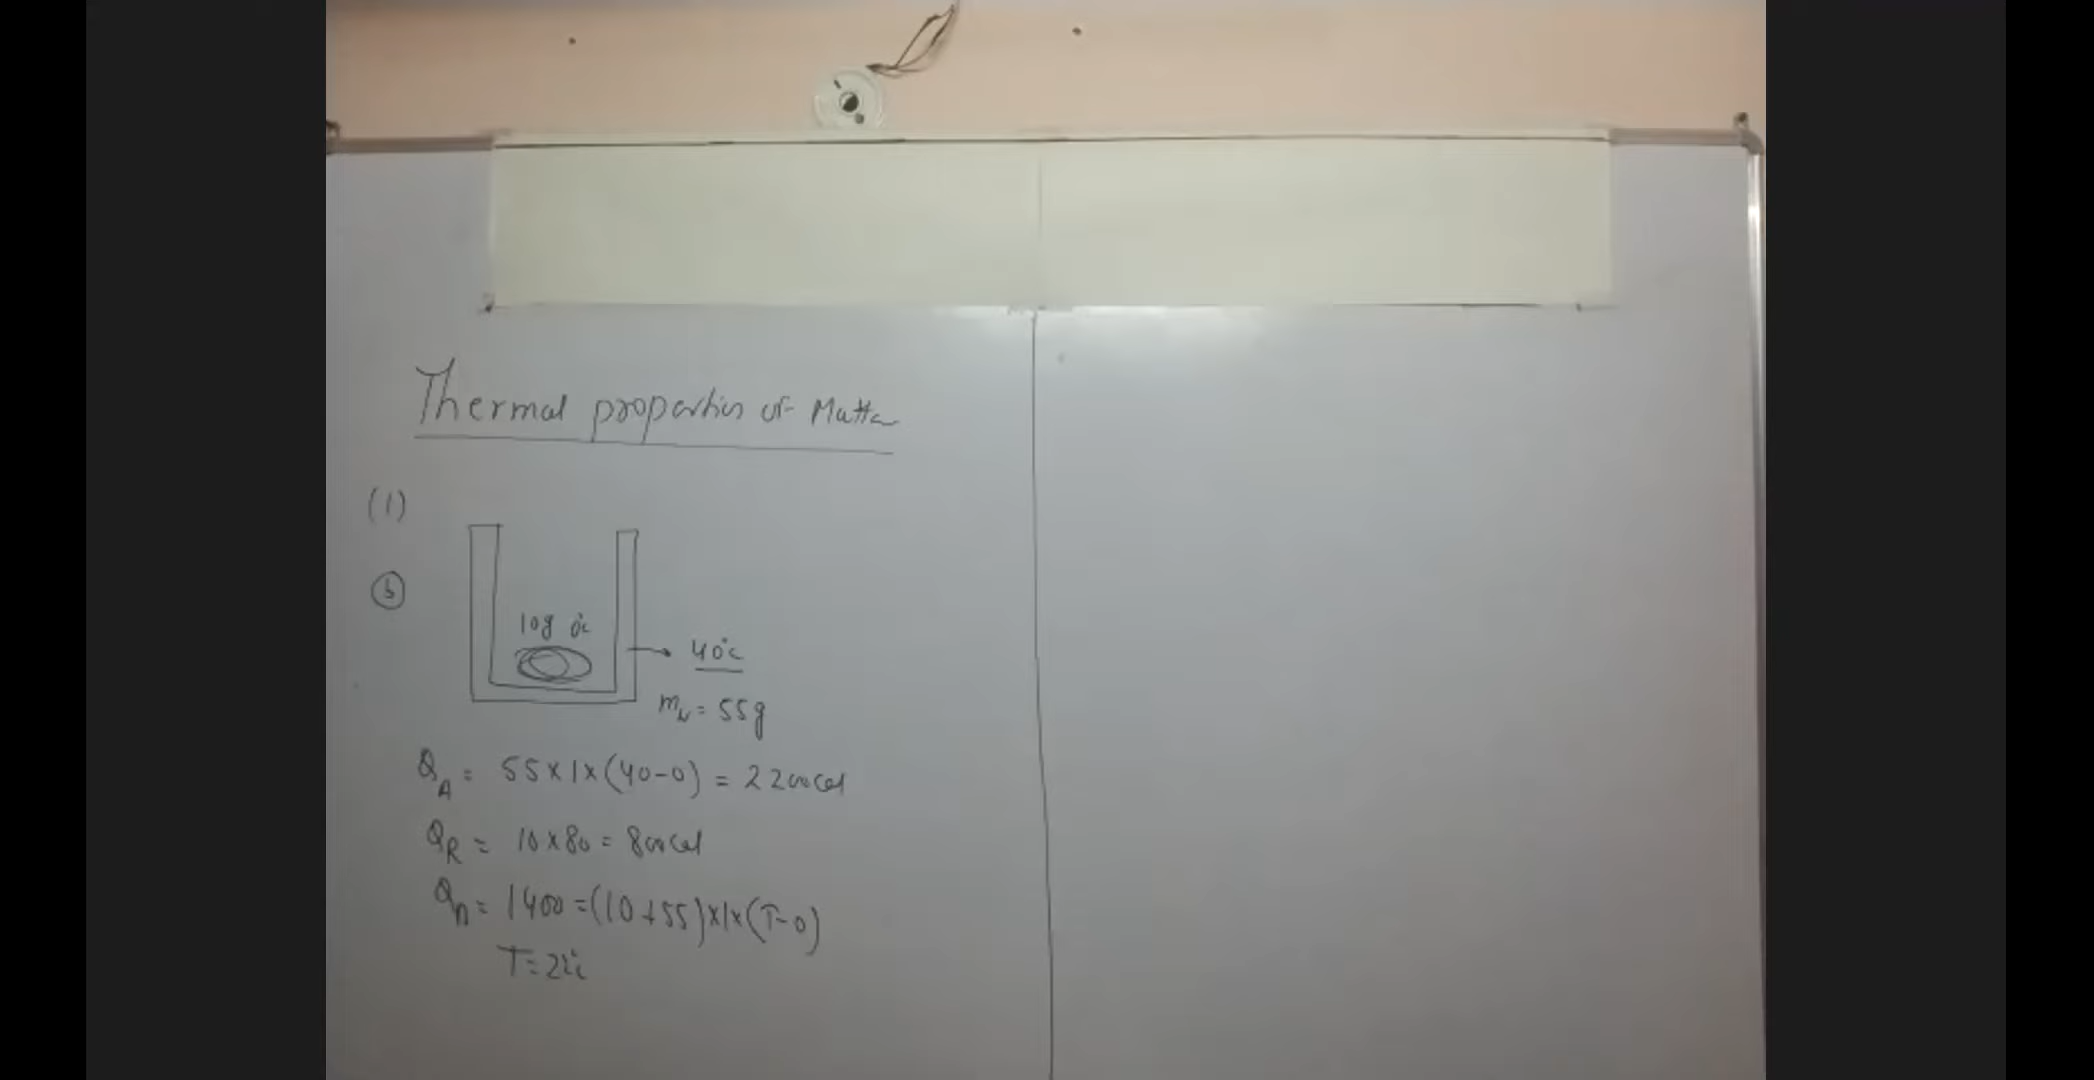 Thermal properties of Matter
(1)
(b)
10g 0°c
40°c
m_w = 55g
Q_A = 55×1×(40-0) = 2200cal
Q_R = 10×80 = 800cal
Q_n = 1400 = (10+55)×1×(T-0)
T = 22°c